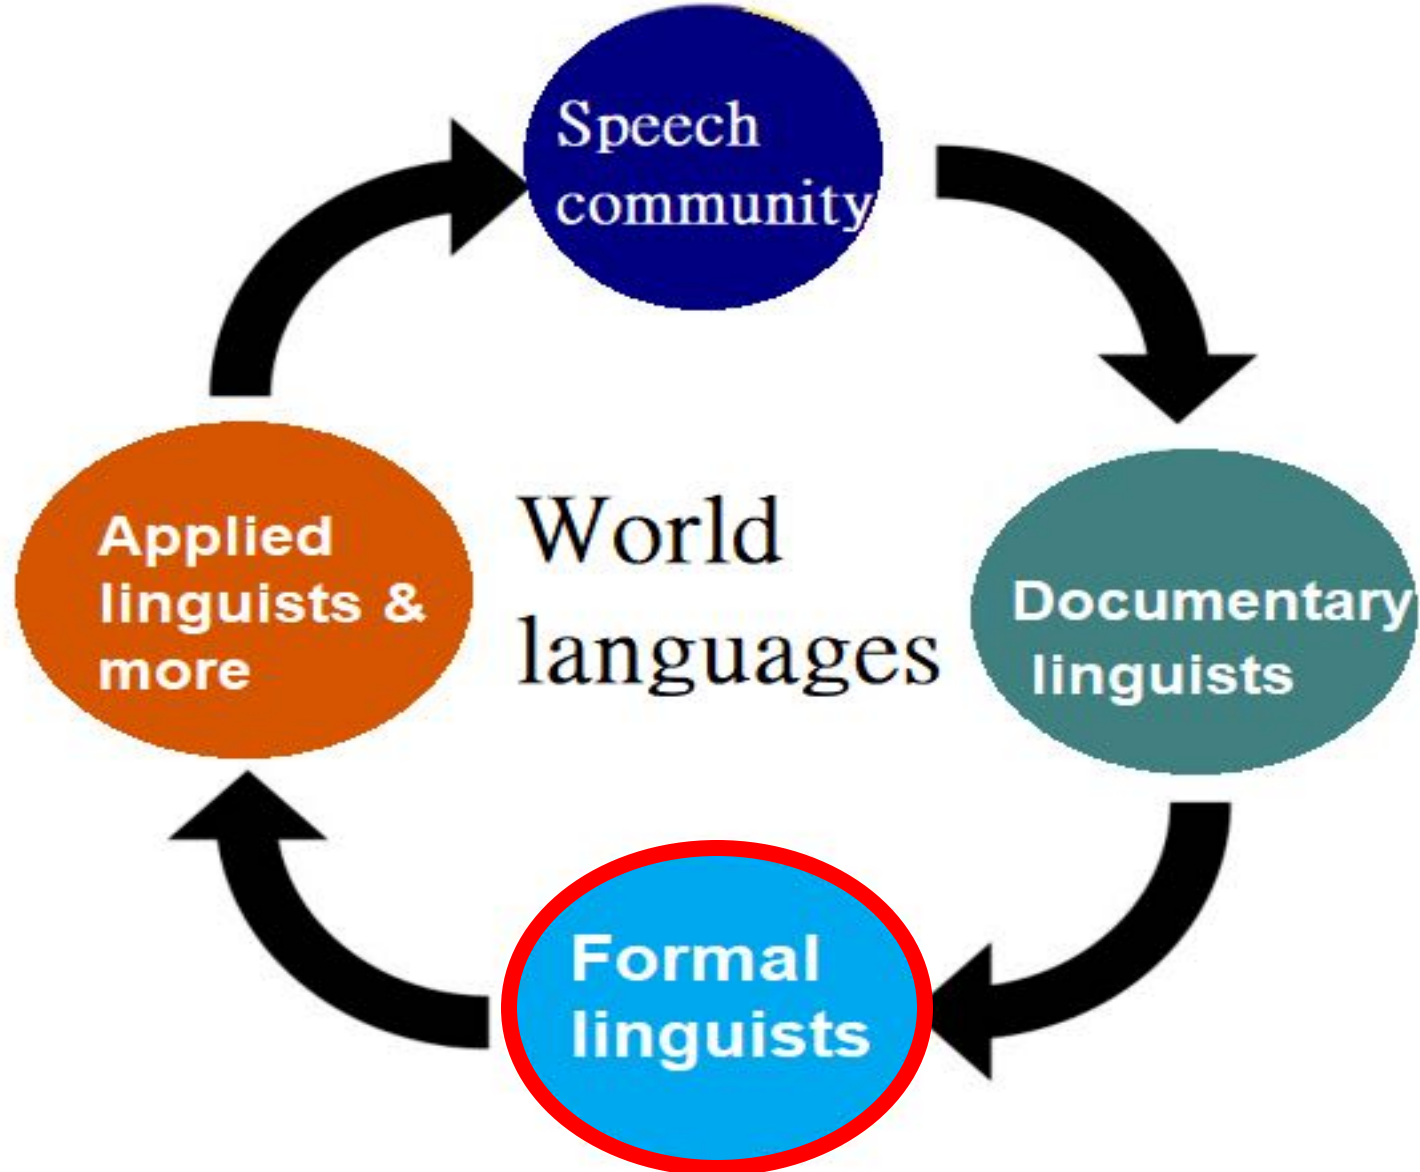 Speech
community
World
languages
Documentary
linguists
Formal
linguists
Applied
linguists &
more